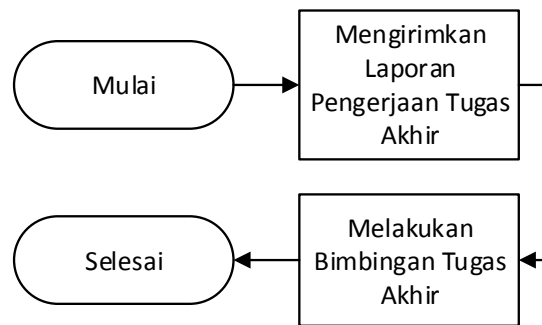 Mulai
Mengirimkan
Laporan
Pengerjaan Tugas
Akhir
Melakukan
Bimbingan Tugas
Akhir
Selesai